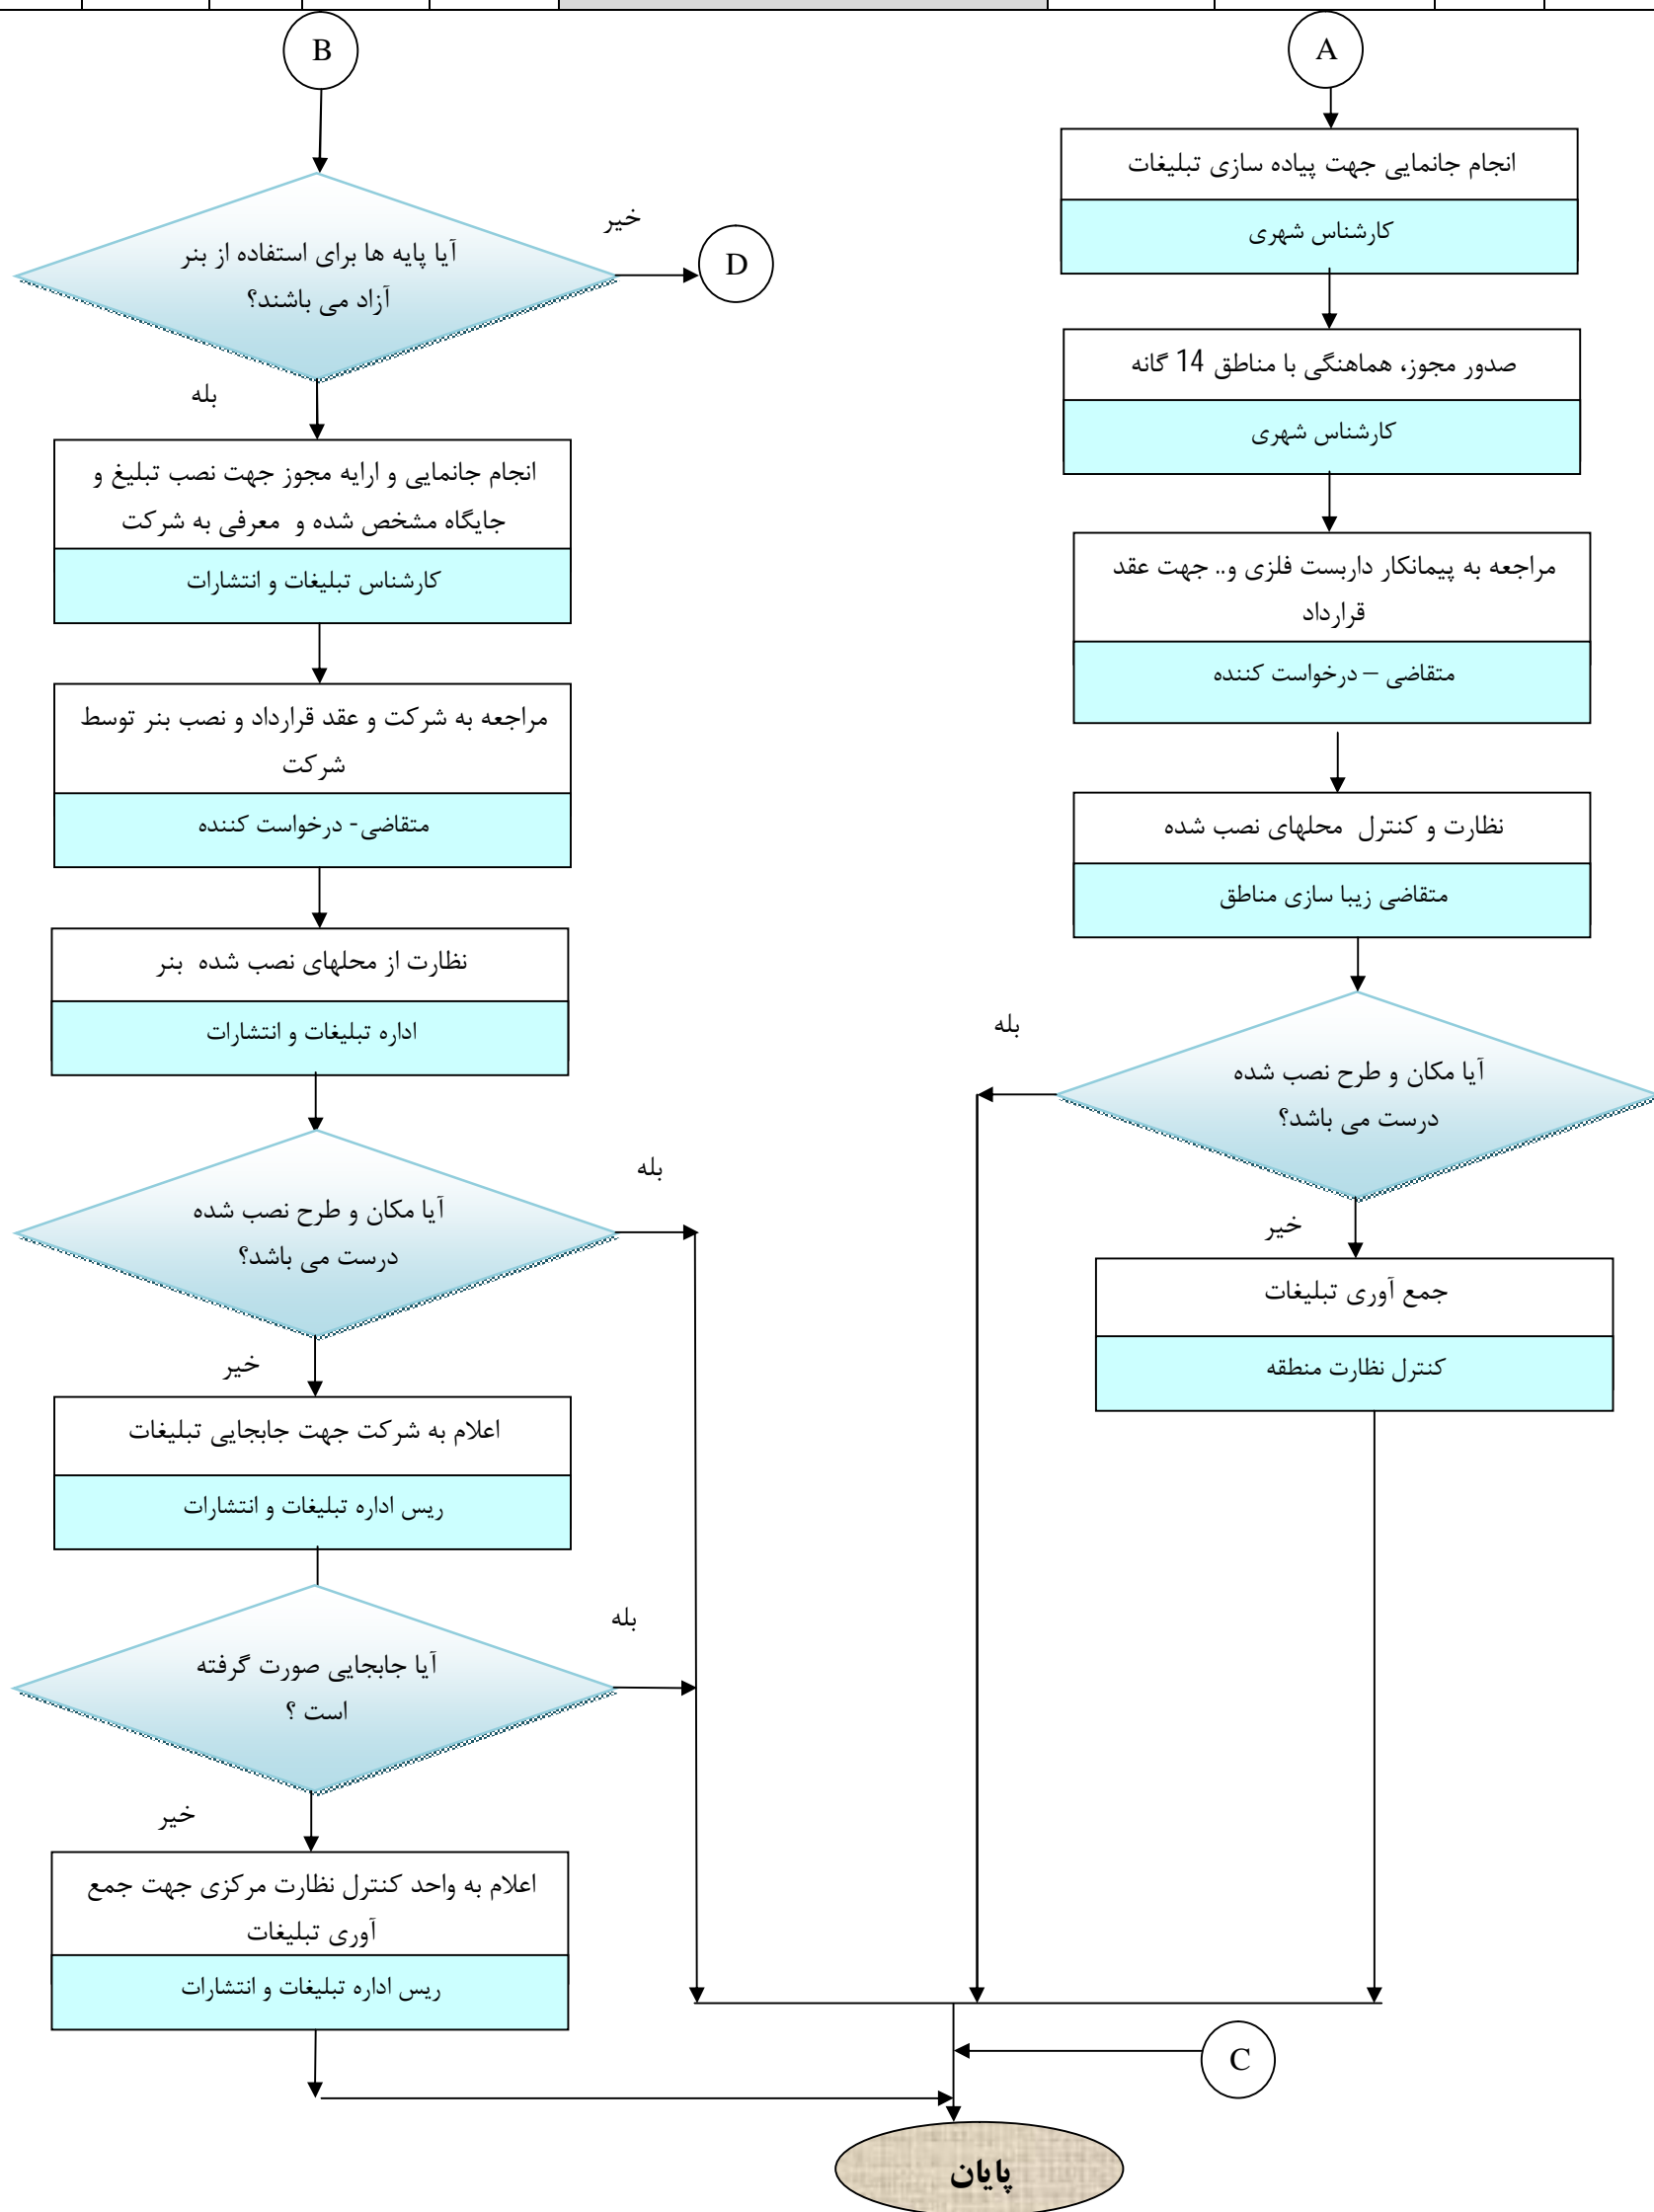 A
انجام جانمایی جهت پیاده سازی تبلیغات
کارشناس شهری
صدور مجوز، هماهنگی با مناطق 14 گانه
کارشناس شهری
مراجعه به پیمانکار داربست فلزی و.. جهت عقد
قرارداد
متقاضی – درخواست کننده
نظارت و کنترل محلهای نصب شده
متقاضی زیبا سازی مناطق
آیا مکان و طرح نصب شده
درست می باشد؟
بله
خیر
جمع آوری تبلیغات
کنترل نظارت منطقه
B
آیا پایه ها برای استفاده از بنر
آزاد می باشند؟
خیر
D
بله
انجام جانمایی و ارایه مجوز جهت نصب تبلیغ و
جایگاه مشخص شده و معرفی به شرکت
کارشناس تبلیغات و انتشارات
مراجعه به شرکت و عقد قرارداد و نصب بنر توسط
شرکت
متقاضی- درخواست کننده
نظارت از محلهای نصب شده بنر
اداره تبلیغات و انتشارات
آیا مکان و طرح نصب شده
درست می باشد؟
بله
خیر
اعلام به شرکت جهت جابجایی تبلیغات
ریس اداره تبلیغات و انتشارات
آیا جابجایی صورت گرفته
است ؟
بله
خیر
اعلام به واحد کنترل نظارت مرکزی جهت جمع
آوری تبلیغات
ریس اداره تبلیغات و انتشارات
C
پایان